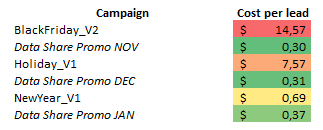 Campaign Cost per lead
BlackFriday_V2 $ 14,57
Data Share Promo NOV $ 0,30
Holiday_V1 $ 7,57
Data Share Promo DEC $ 0,31
NewYear_V1 $ 0,69
Data Share Promo JAN $ 0,37